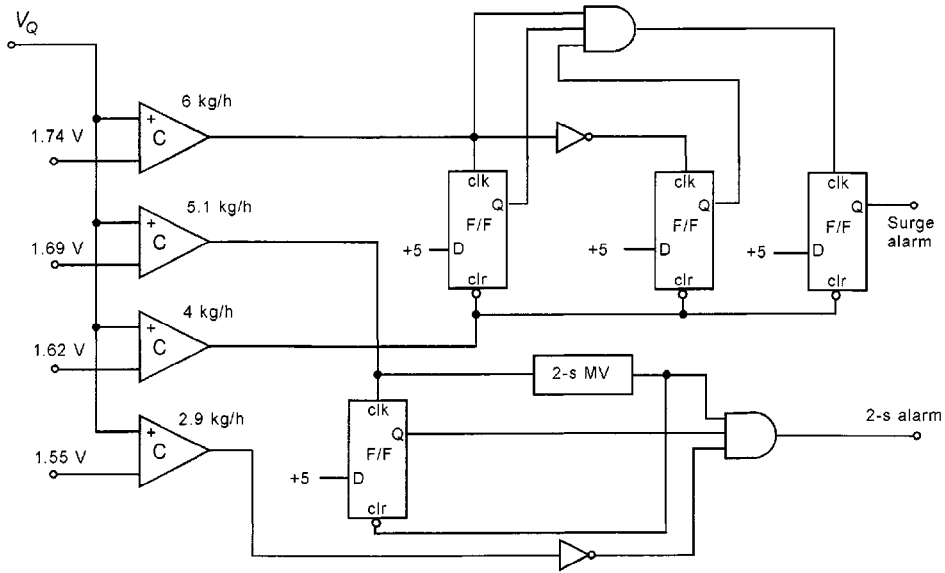 V_Q
6 kg/h
+
C
1.74 V
5.1 kg/h
+
C
1.69 V
4 kg/h
+
C
1.62 V
2.9 kg/h
+
C
1.55 V
clk
Q
F/F
+5
D
clr
clk
Q
F/F
+5
D
clr
clk
Q
F/F
+5
D
clr
Surge
alarm
2-s MV
clk
Q
F/F
+5
D
clr
2-s alarm